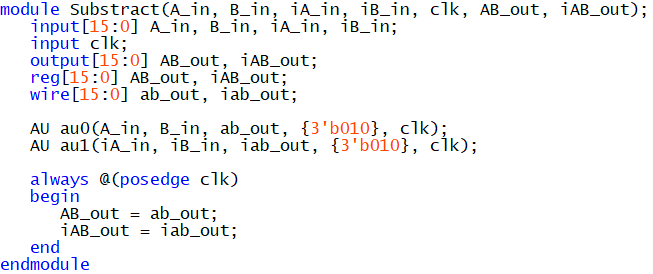 module Substract(A_in, B_in, iA_in, iB_in, clk, AB_out, iAB_out);
input[15:0] A_in, B_in, iA_in, iB_in;
input clk;
output[15:0] AB_out, iAB_out;
reg[15:0] AB_out, iAB_out;
wire[15:0] ab_out, iab_out;
AU au0(A_in, B_in, ab_out, {3'b010}, clk);
AU au1(iA_in, iB_in, iab_out, {3'b010}, clk);
always @(posedge clk)
begin
AB_out = ab_out;
iAB_out = iab_out;
end
endmodule